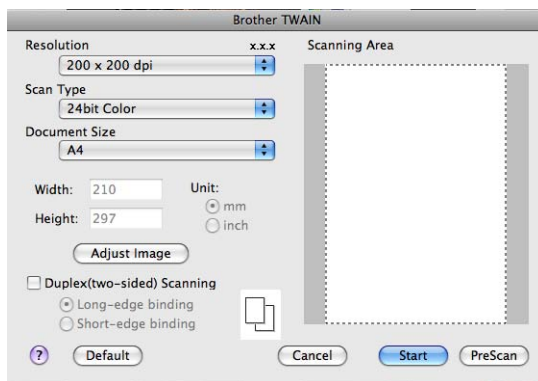 Brother TWAIN
Resolution x.x.x
200 x 200 dpi
Scan Type
24bit Color
Document Size
A4
Width: 210
Height: 297
Unit:
mm
inch
Adjust Image
Duplex(two-sided) Scanning
Long-edge binding
Short-edge binding
Scanning Area
? Default Cancel Start PreScan